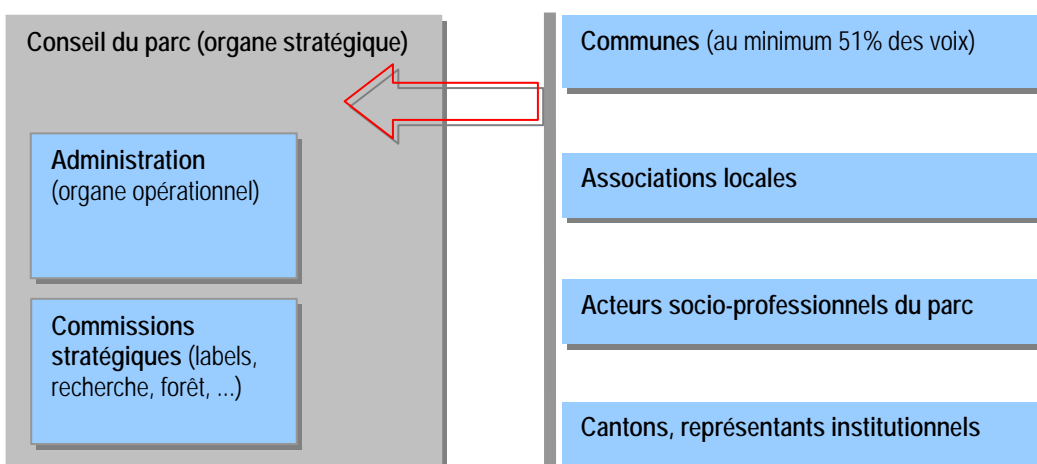 Conseil du parc (organe stratégique)
Administration
(organe opérationnel)
Commissions
stratégiques (labels,
recherche, forêt, ...)
Communes (au minimum 51% des voix)
Associations locales
Acteurs socio-professionnels du parc
Cantons, représentants institutionnels